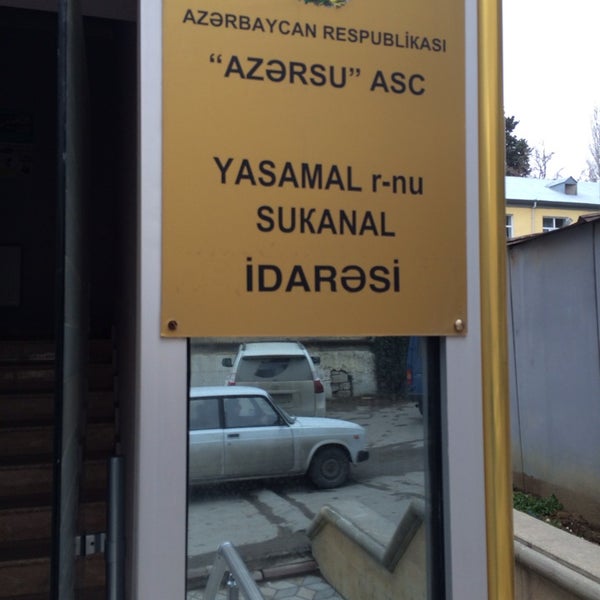 AZƏRBAYCAN RESPUBLİKASI
“AZƏRSU” ASC
YASAMAL r-nu
SUKANAL
İDARƏSİ